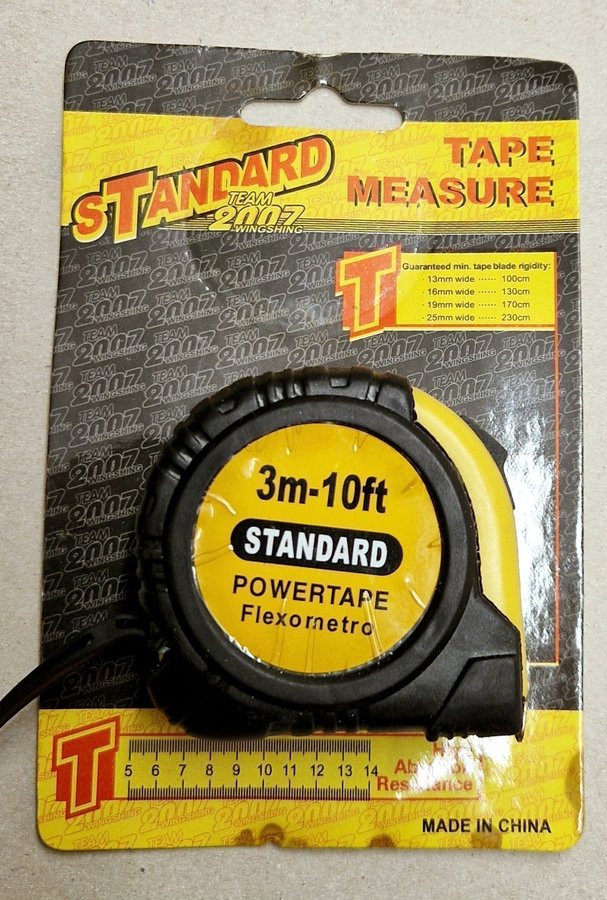 STANDARD
TEAM
2007
WINGSHING
TAPE
MEASURE
T
Guaranteed min. tape blade rigidity:
· 13mm wide ······ 100cm
· 16mm wide ······ 130cm
· 19mm wide ······ 170cm
· 25mm wide ······ 230cm
3m-10ft
STANDARD
POWERTAPE
Flexometro
T
5 6 7 8 9 10 11 12 13 14
Resistance
MADE IN CHINA